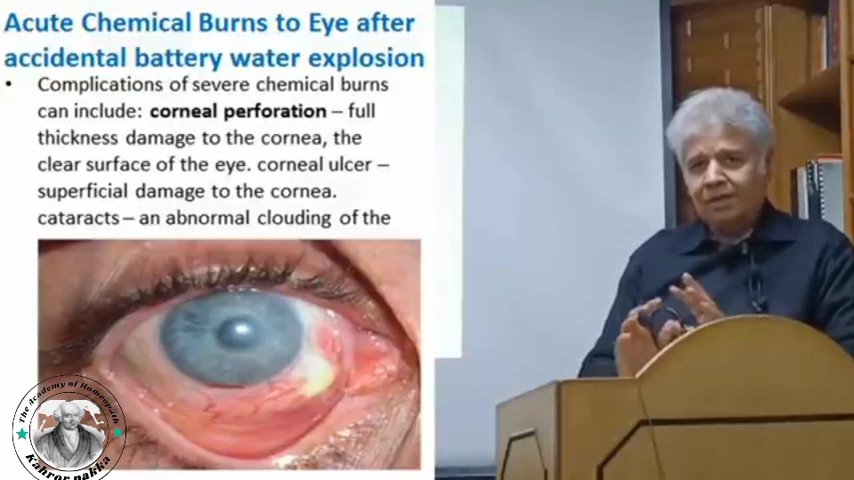 Acute Chemical Burns to Eye after
accidental battery water explosion
• Complications of severe chemical burns
can include: corneal perforation – full
thickness damage to the cornea, the
clear surface of the eye. corneal ulcer –
superficial damage to the cornea.
cataracts – an abnormal clouding of the
The Academy of Homeopath
Kahror pakka